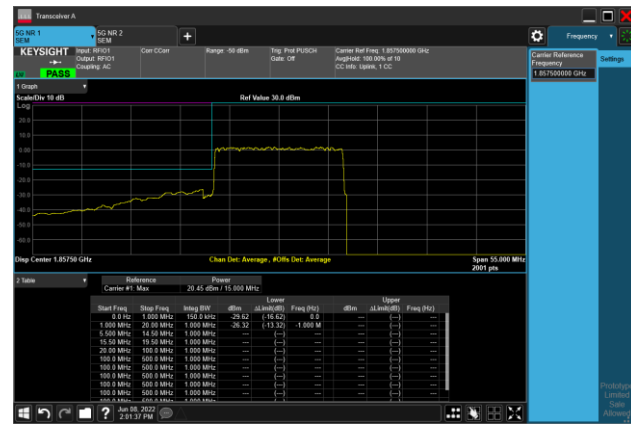 Transceiver A
5G NR 1
SEM
5G NR 2
SEM
Frequency
KEYSIGHT
PASS
Input: RFIO1
Output: RFIO1
Coupling: AC
Corr CCorr
Range: -50 dBm
Trig: Prot PUSCH
Gate: Off
Carrier Ref Freq: 1.857500000 GHz
Avg|Hold: 100.00% of 10
CC Info: Uplink, 1 CC
Carrier Reference
Frequency
1.857500000 GHz
Settings
1 Graph
Scale/Div 10 dB
Ref Value 30.0 dBm
Log
20.0
10.0
0.00
-10.0
-20.0
-30.0
-40.0
-50.0
-60.0
Disp Center 1.85750 GHz
Chan Det: Average , #Offs Det: Average
Span 55.000 MHz
2001 pts
2 Table
Reference Power
Carrier #1 Max 20.45 dBm / 15.000 MHz
Lower Upper
Start Freq Stop Freq Integ BW dBm ΔLimit(dB) Freq (Hz) dBm ΔLimit(dB) Freq (Hz)
0.0 Hz 1.000 MHz 150.0 kHz -29.62 (-16.62) 0.0 --- (---) ---
1.000 MHz 20.00 MHz 1.000 MHz -26.32 (-13.32) -1.000 M --- (---) ---
5.500 MHz 14.50 MHz 1.000 MHz --- (---) --- --- (---) ---
15.50 MHz 19.50 MHz 1.000 MHz --- (---) --- --- (---) ---
20.00 MHz 100.0 MHz 1.000 MHz --- (---) --- --- (---) ---
100.0 MHz 500.0 MHz 1.000 MHz --- (---) --- --- (---) ---
100.0 MHz 500.0 MHz 1.000 MHz --- (---) --- --- (---) ---
100.0 MHz 500.0 MHz 1.000 MHz --- (---) --- --- (---) ---
100.0 MHz 500.0 MHz 1.000 MHz --- (---) --- --- (---) ---
100.0 MHz 500.0 MHz 1.000 MHz --- (---) --- --- (---) ---
Jun 08, 2022
2:01:37 PM
Prototype
Limited
Sale
Allowed